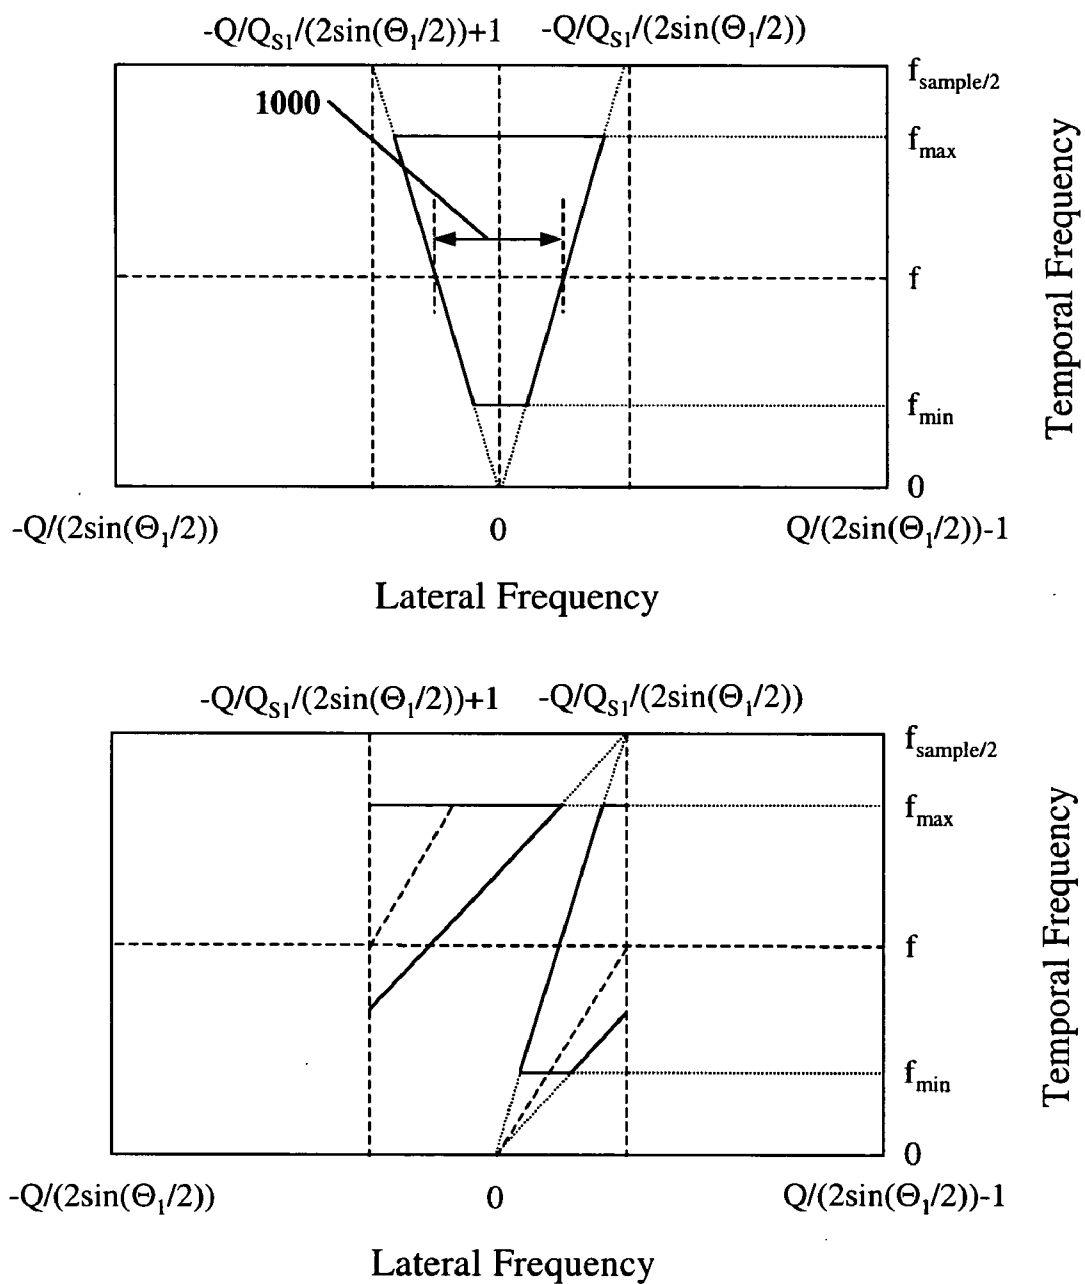 -Q/Q_S1/(2sin(Θ_1/2))+1 -Q/Q_S1/(2sin(Θ_1/2))
f_sample/2
1000
f_max
f
f_min
0
-Q/(2sin(Θ_1/2)) 0 Q/(2sin(Θ_1/2))-1
Lateral Frequency
Temporal Frequency
-Q/Q_S1/(2sin(Θ_1/2))+1 -Q/Q_S1/(2sin(Θ_1/2))
f_sample/2
f_max
f
f_min
0
-Q/(2sin(Θ_1/2)) 0 Q/(2sin(Θ_1/2))-1
Lateral Frequency
Temporal Frequency